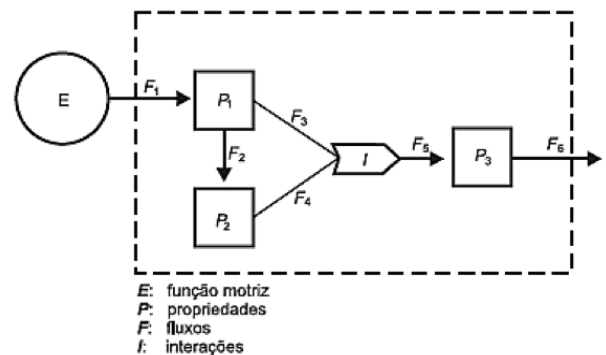 E
F1
P1
F3
F2
I
F5
P3
F6
P2
F4
E: função motriz
P: propriedades
F: fluxos
I: interações